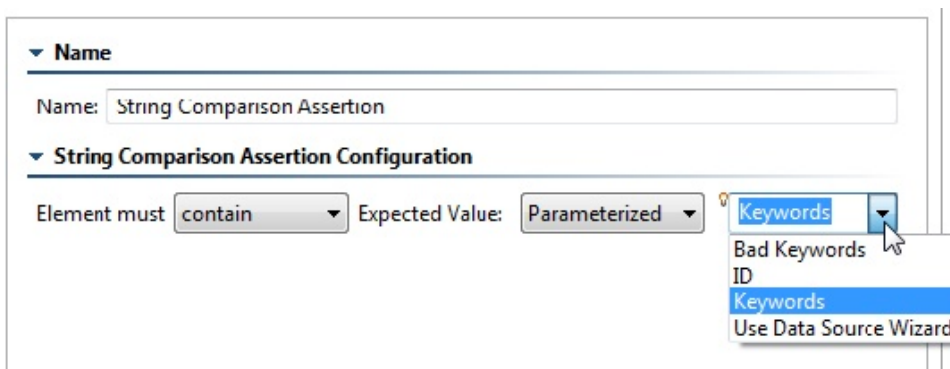 Name
Name: String Comparison Assertion
String Comparison Assertion Configuration
Element must contain Expected Value: Parameterized Keywords
Bad Keywords
ID
Keywords
Use Data Source Wizard